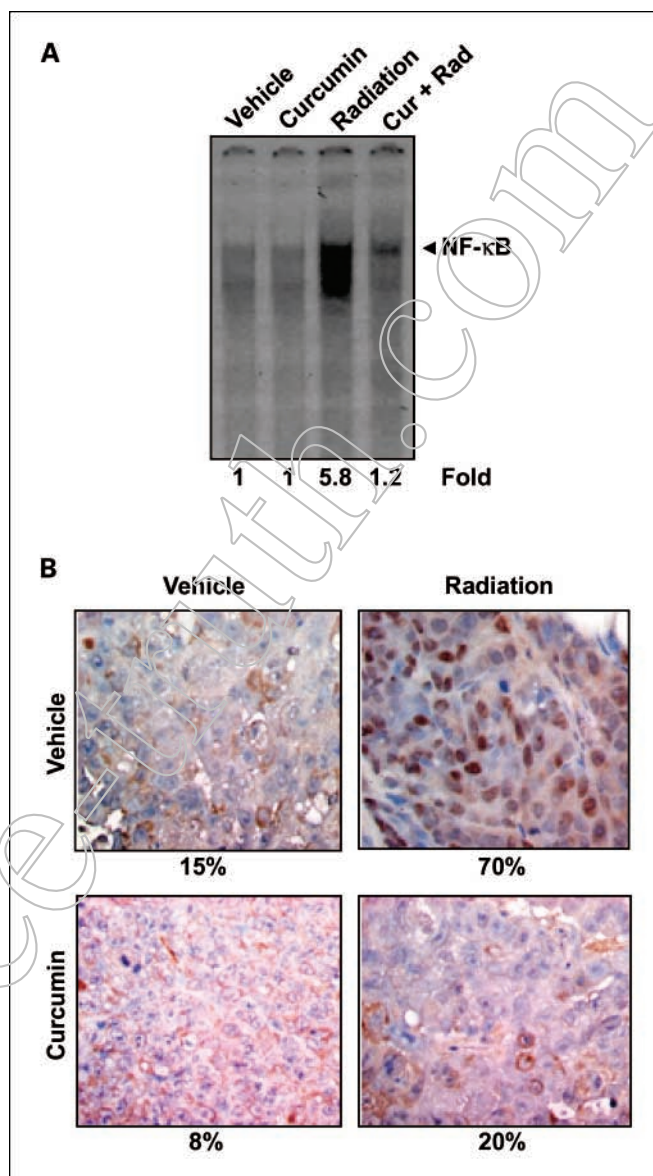 A
Vehicle Curcumin Radiation Cur + Rad
◄NF-κB
1 1 5.8 1.2 Fold
B
Vehicle Radiation
Vehicle
15% 70%
Curcumin
8% 20%